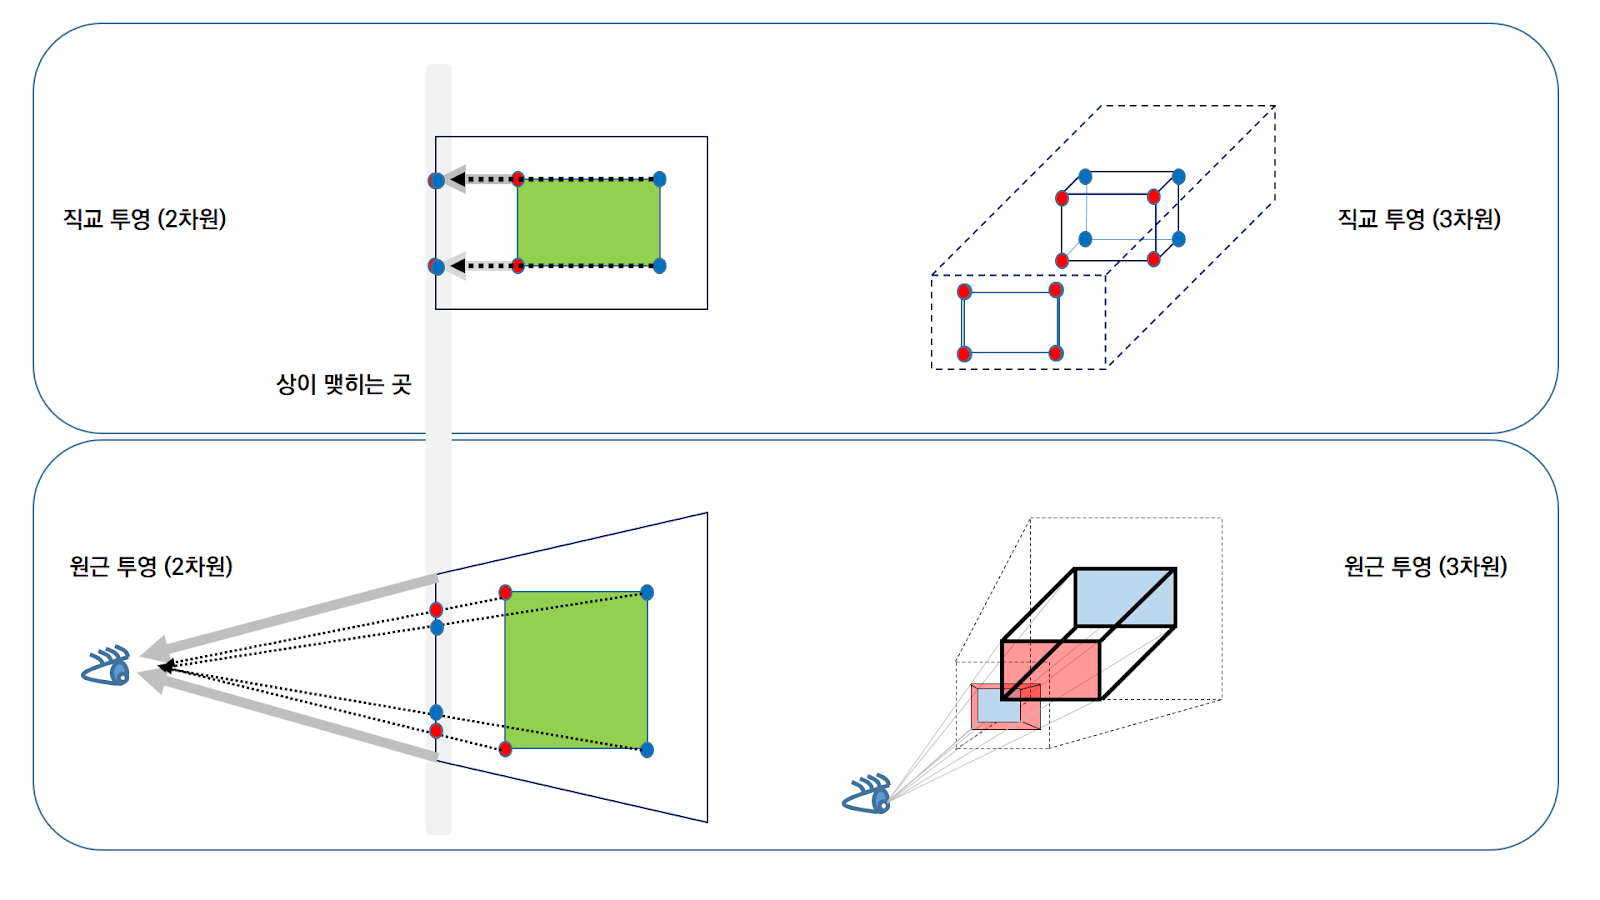 직교 투영 (2차원)
직교 투영 (3차원)
상이 맺히는 곳
원근 투영 (2차원)
원근 투영 (3차원)